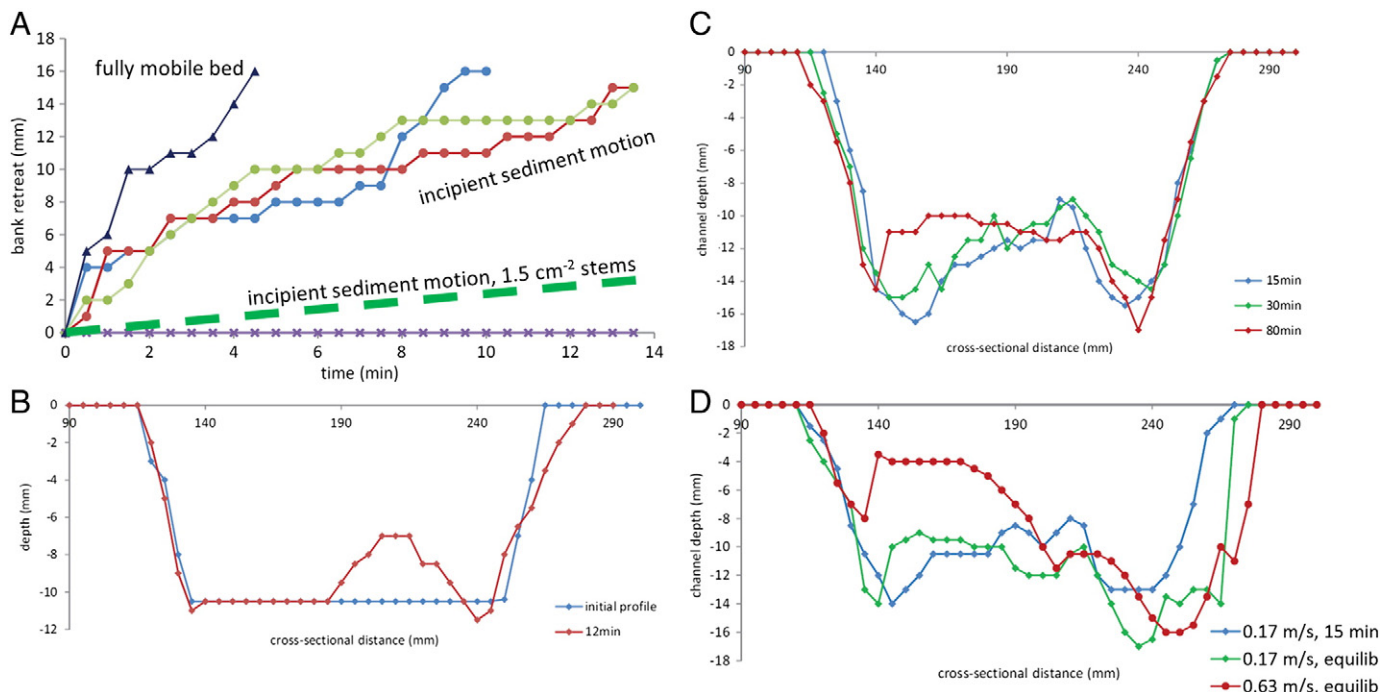 A
18
16
14
12
10
8
6
4
2
0
bank retreat (mm)
fully mobile bed
incipient sediment motion
incipient sediment motion, 1.5 cm⁻² stems
0 2 4 6 8 10 12 14
time (min)
B
0
-2
-4
-6
-8
-10
-12
depth (mm)
90 140 190 240 290
initial profile
12min
cross-sectional distance (mm)
C
0
-2
-4
-6
-8
-10
-12
-14
-16
-18
channel depth (mm)
90 140 190 240 290
15min
30min
80min
cross-sectional distance (mm)
D
0
-2
-4
-6
-8
-10
-12
-14
-16
-18
channel depth (mm)
90 140 190 240 290
0.17 m/s, 15 min
0.17 m/s, equilib
0.63 m/s, equilib
cross-sectional distance (mm)